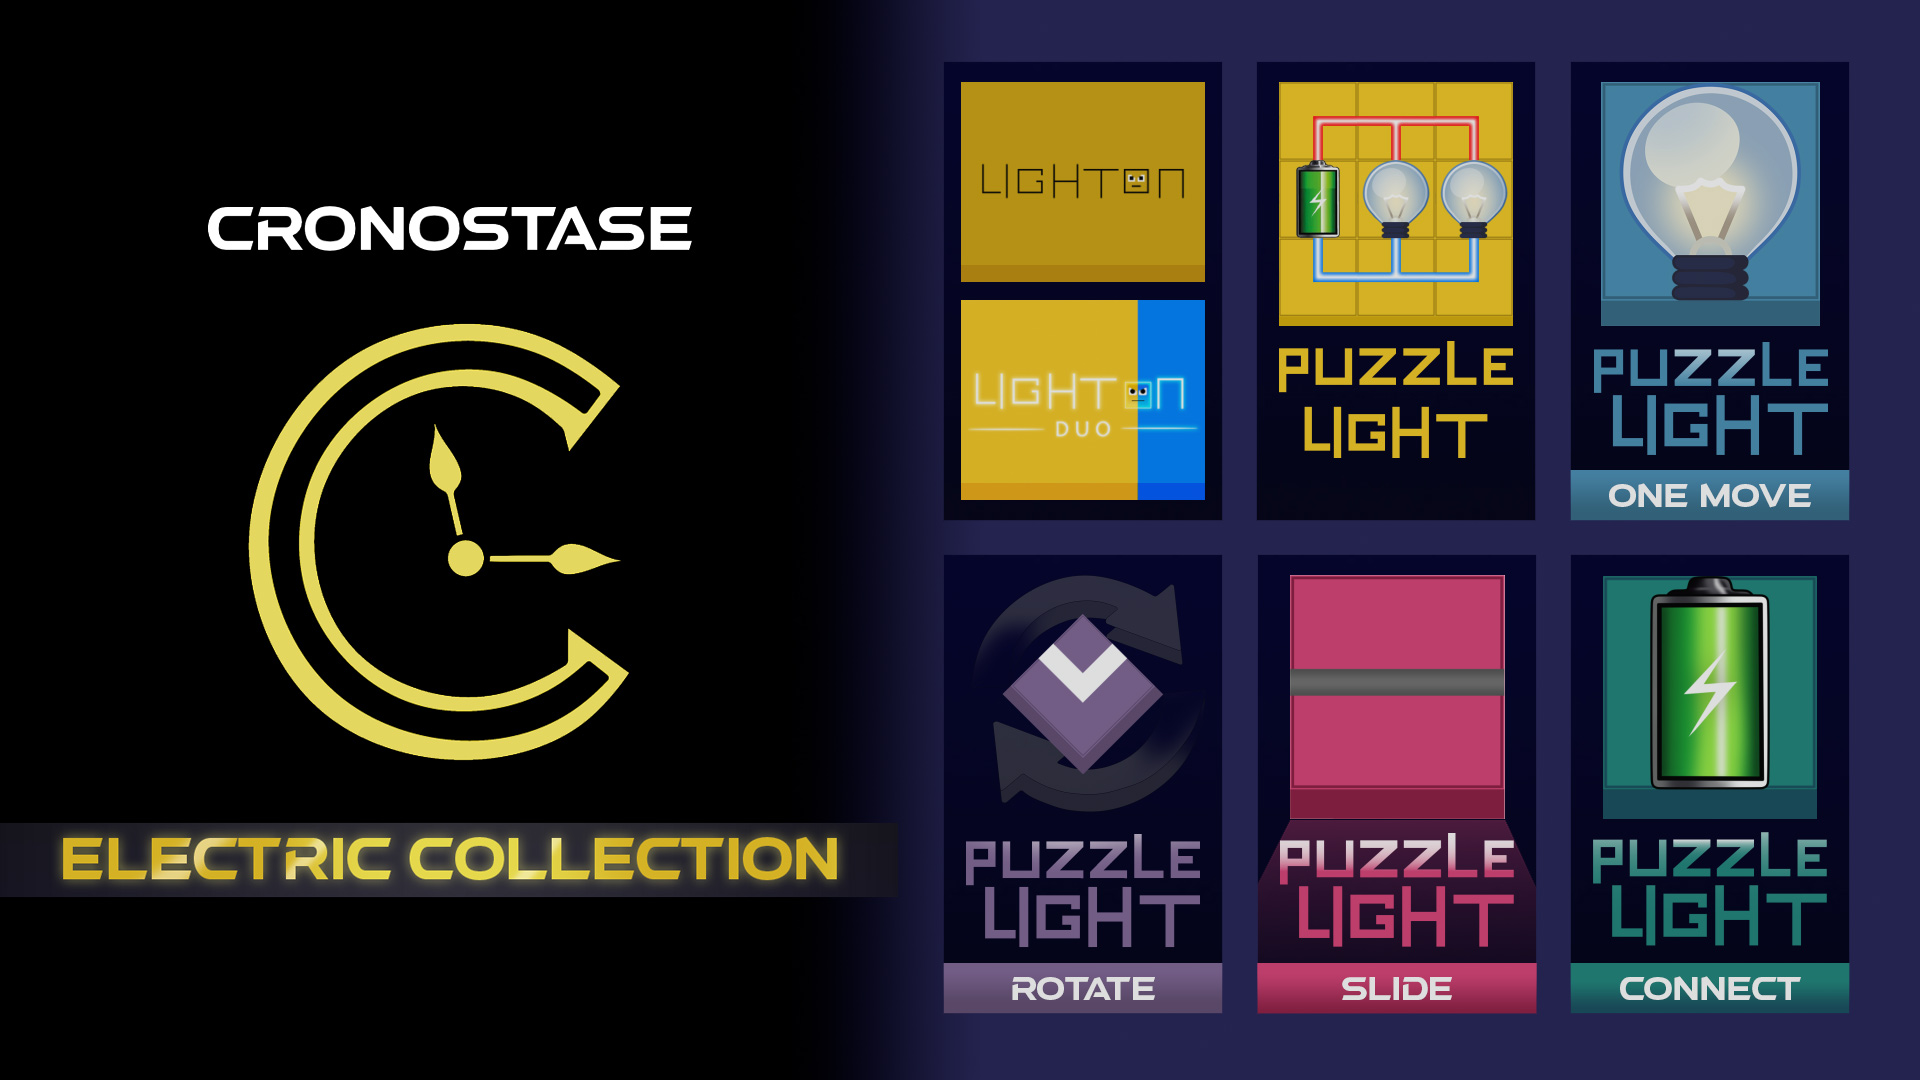 CRONOSTASE
ELECTRIC COLLECTION
LIGHTON
LIGHTON
DUO
PUZZLE
LIGHT
PUZZLE
LIGHT
ONE MOVE
PUZZLE
LIGHT
ROTATE
PUZZLE
LIGHT
SLIDE
PUZZLE
LIGHT
CONNECT